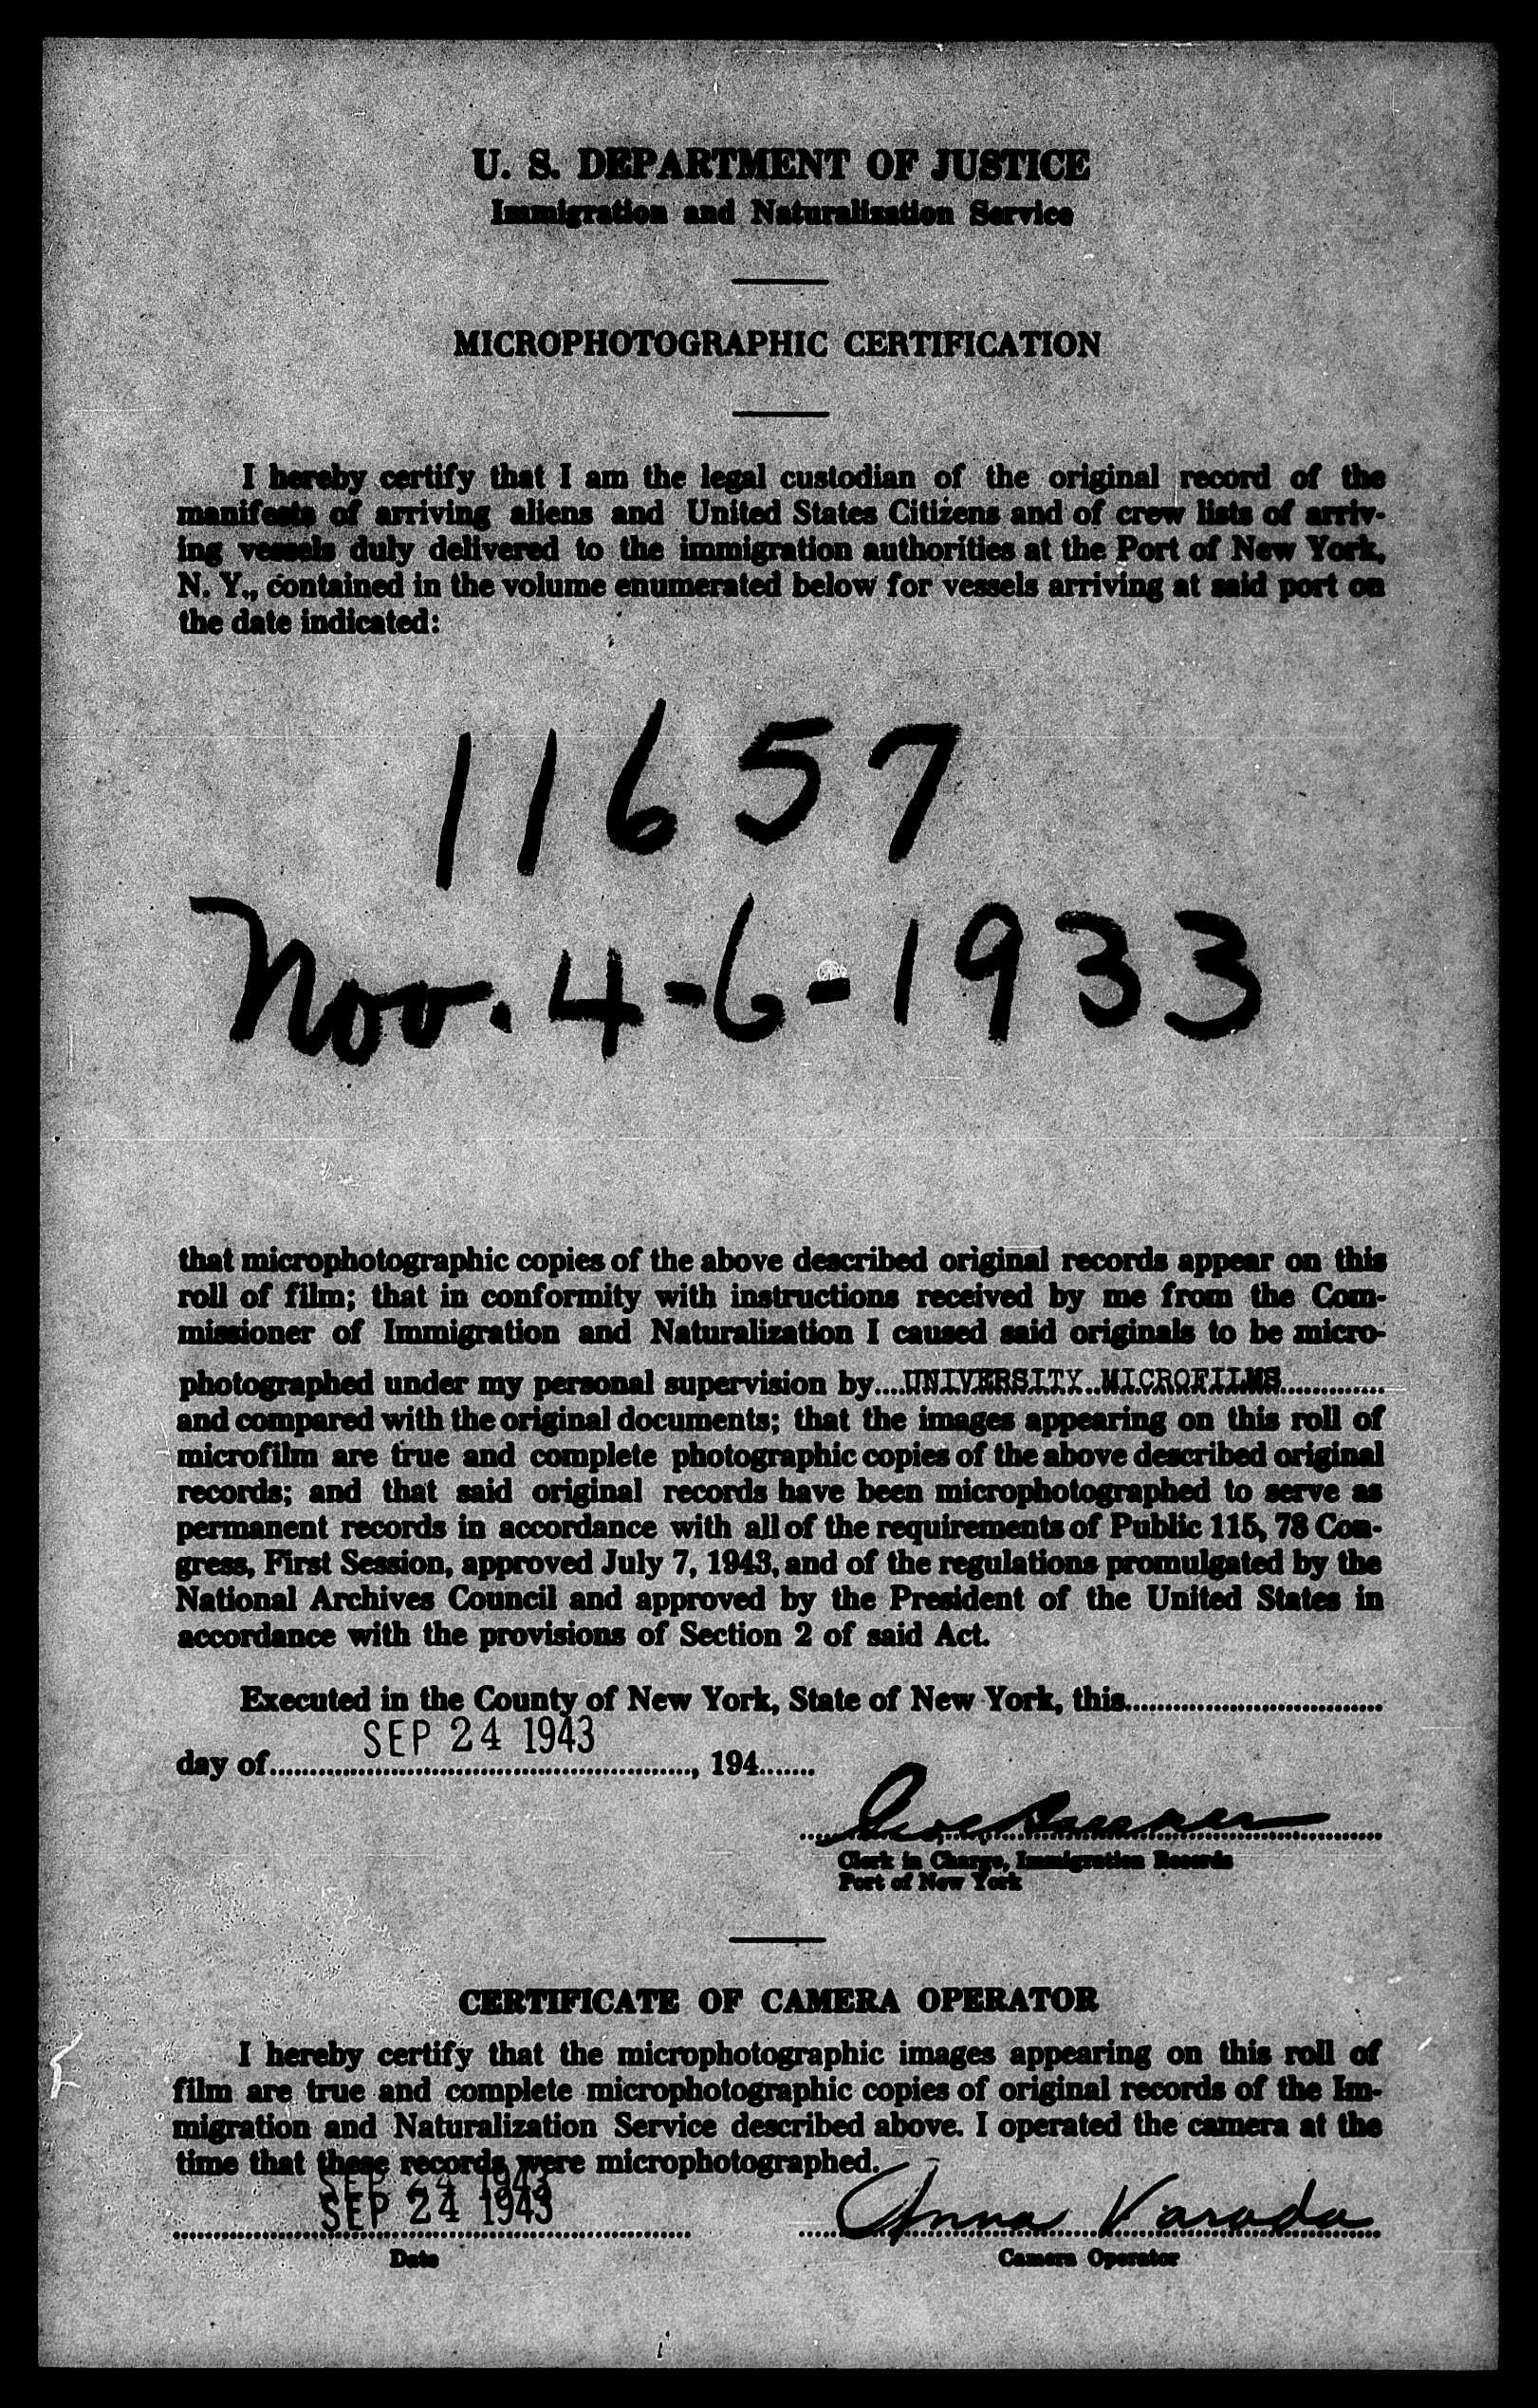 U. S. DEPARTMENT OF JUSTICE
Immigration and Naturalization Service
MICROPHOTOGRAPHIC CERTIFICATION
I hereby certify that I am the legal custodian of the original record of the
manifests of arriving aliens and United States Citizens and of crew lists of arriv-
ing vessels duly delivered to the immigration authorities at the Port of New York,
N. Y., contained in the volume enumerated below for vessels arriving at said port on
the date indicated:
11657
Nov. 4-6-1933
that microphotographic copies of the above described original records appear on this
roll of film; that in conformity with instructions received by me from the Com-
missioner of Immigration and Naturalization I caused said originals to be micro-
photographed under my personal supervision by....UNIVERSITY MICROFILMS.............
and compared with the original documents; that the images appearing on this roll of
microfilm are true and complete photographic copies of the above described original
records; and that said original records have been microphotographed to serve as
permanent records in accordance with all of the requirements of Public 115, 78 Con-
gress, First Session, approved July 7, 1943, and of the regulations promulgated by the
National Archives Council and approved by the President of the United States in
accordance with the provisions of Section 2 of said Act.
Executed in the County of New York, State of New York, this................................
SEP 24 1943
day of...................................................., 194.......
Clerk in Charge, Immigration Records
Port of New York
CERTIFICATE OF CAMERA OPERATOR
I hereby certify that the microphotographic images appearing on this roll of
film are true and complete microphotographic copies of original records of the Im-
migration and Naturalization Service described above. I operated the camera at the
time that these records were microphotographed.
SEP 24 1943
SEP 24 1943 Anna Varada
Date Camera Operator